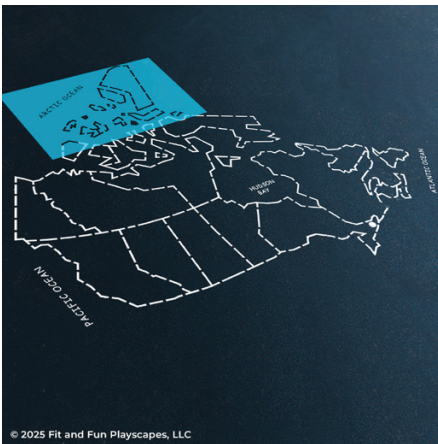 ARCTIC OCEAN
HUDSON
BAY
ATLANTIC OCEAN
PACIFIC OCEAN
© 2025 Fit and Fun Playscapes, LLC